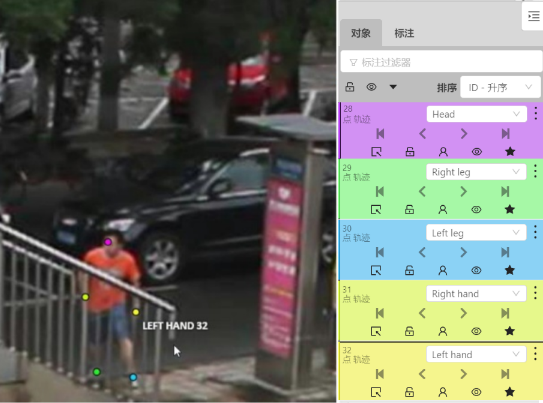 对象 标注
标注过滤器
排序 ID - 升序
28 Head
点 轨迹
29 Right leg
点 轨迹
30 Left leg
点 轨迹
31 Right hand
点 轨迹
32 Left hand
点 轨迹
LEFT HAND 32